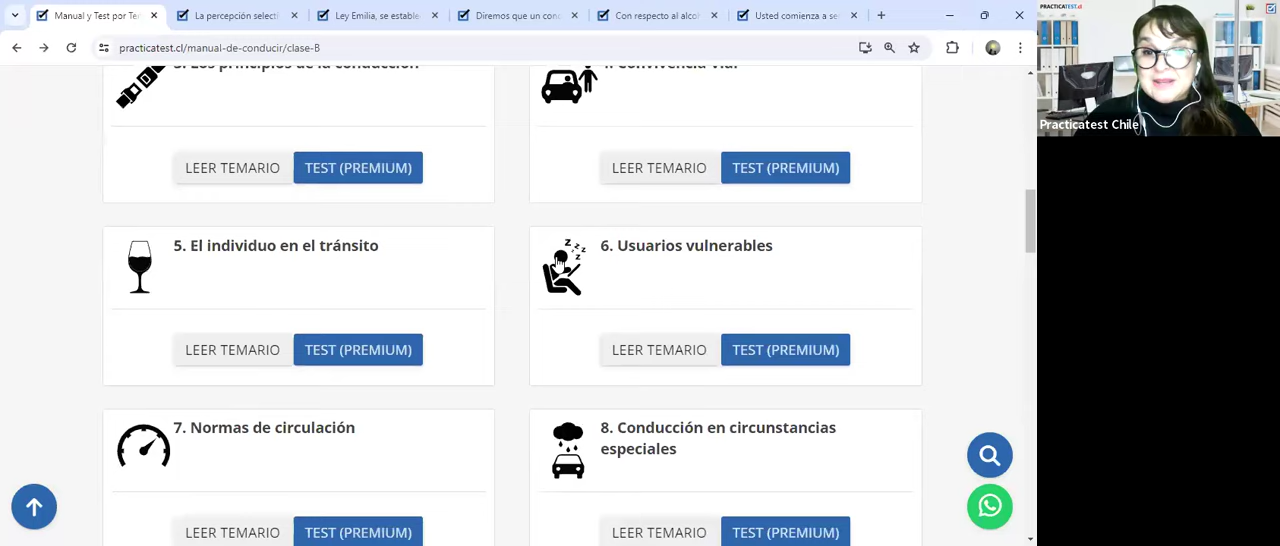 Manual y Test por Te
La percepción select
Ley Emilia, se estable
Diremos que un con
Con respecto al alcoh
Usted comienza a se
practicatest.cl/manual-de-conducir/clase-B
PRACTICATEST.cl
Practicatest Chile
LEER TEMARIO
TEST (PREMIUM)
LEER TEMARIO
TEST (PREMIUM)
5. El individuo en el tránsito
6. Usuarios vulnerables
LEER TEMARIO
TEST (PREMIUM)
LEER TEMARIO
TEST (PREMIUM)
7. Normas de circulación
8. Conducción en circunstancias
especiales
LEER TEMARIO
TEST (PREMIUM)
LEER TEMARIO
TEST (PREMIUM)